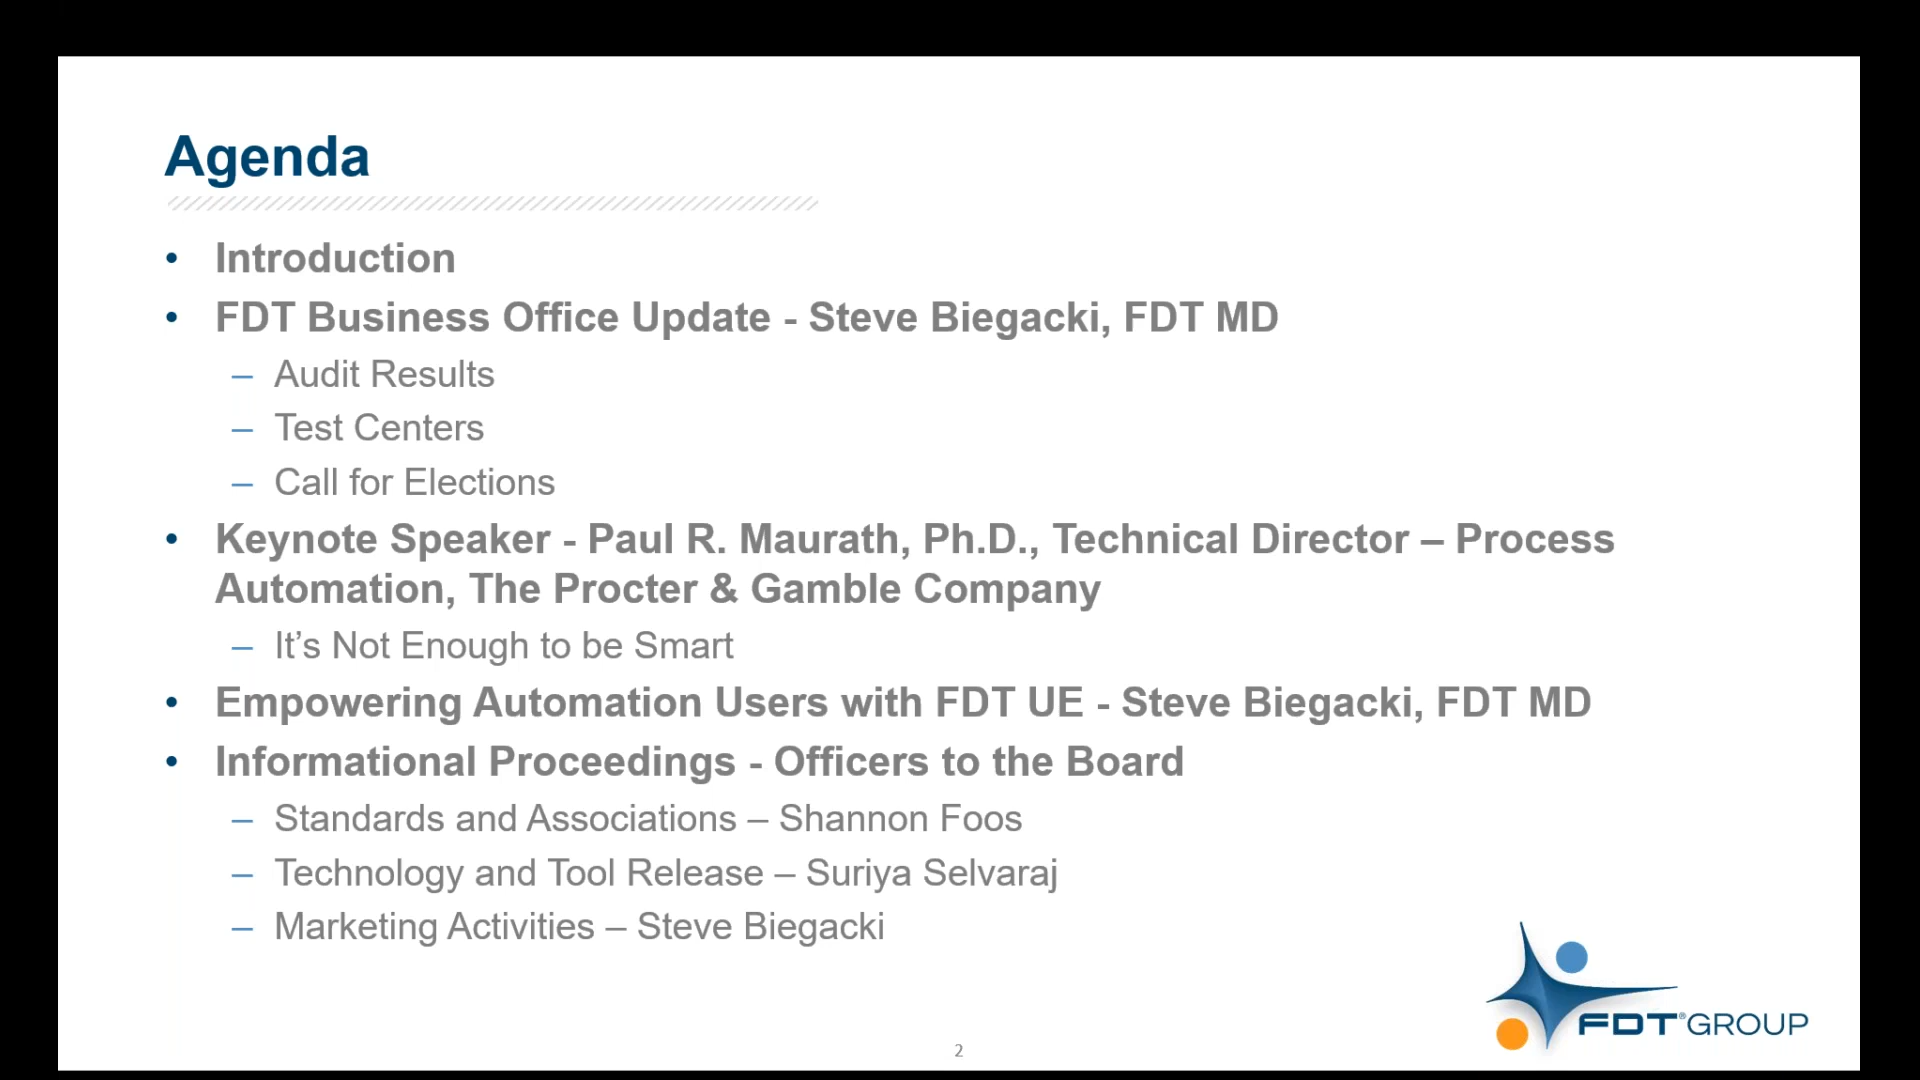 Agenda
• Introduction
• FDT Business Office Update - Steve Biegacki, FDT MD
– Audit Results
– Test Centers
– Call for Elections
• Keynote Speaker - Paul R. Maurath, Ph.D., Technical Director – Process
Automation, The Procter & Gamble Company
– It’s Not Enough to be Smart
• Empowering Automation Users with FDT UE - Steve Biegacki, FDT MD
• Informational Proceedings - Officers to the Board
– Standards and Associations – Shannon Foos
– Technology and Tool Release – Suriya Selvaraj
– Marketing Activities – Steve Biegacki
FDT® GROUP
2